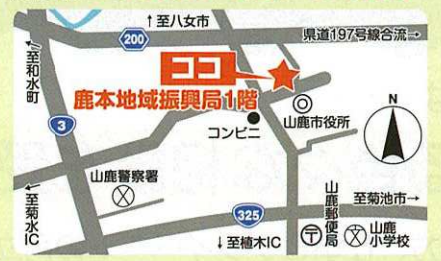 ↑至八女市
県道197号線合流→
200
←至和水町
ココ
鹿本地域振興局1階
N
3
コンビニ
山鹿市役所
山鹿警察署
←至菊水IC
325
山鹿郵便局
至菊池市→
↓至植木IC
山鹿小学校